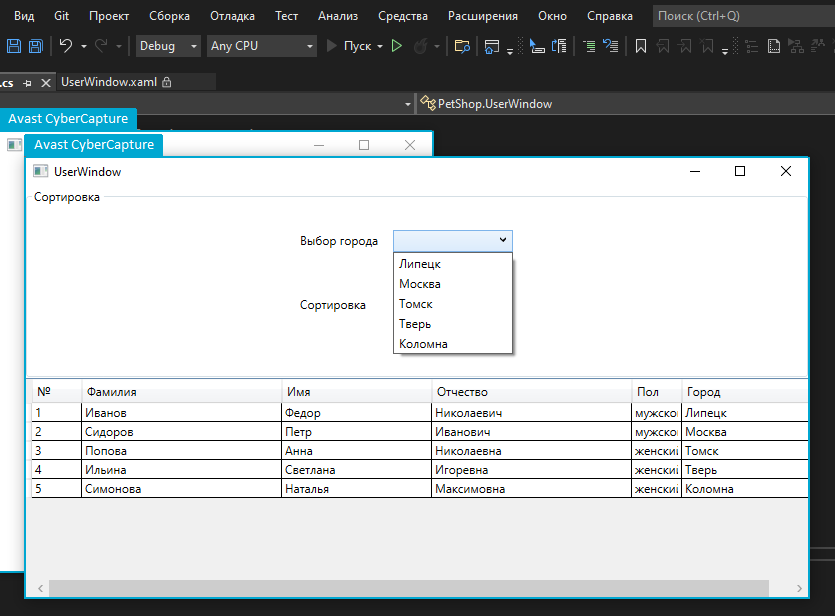 Вид Git Проект Сборка Отладка Тест Анализ Средства Расширения Окно Справка Поиск (Ctrl+Q)
Debug Any CPU Пуск
.cs UserWindow.xaml
PetShop.UserWindow
Avast CyberCapture
Avast CyberCapture
UserWindow
Сортировка
Выбор города
Липецк
Москва
Сортировка Томск
Тверь
Коломна
№ Фамилия Имя Отчество Пол Город
1 Иванов Федор Николаевич мужско Липецк
2 Сидоров Петр Иванович мужско Москва
3 Попова Анна Николаевна женский Томск
4 Ильина Светлана Игоревна женский Тверь
5 Симонова Наталья Максимовна женский Коломна